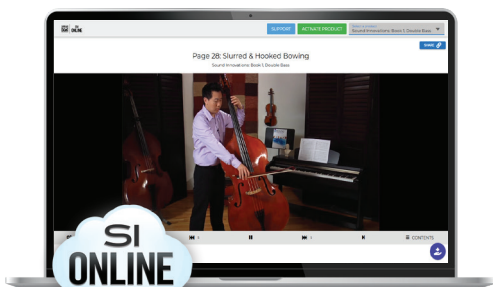 SUPPORT
ACTIVATE PRODUCT
Sound Innovations: Book 1, Double Bass
SHARE
Page 28: Slurred & Hooked Bowing
Sound Innovations: Book 1, Double Bass
CONTENTS
SI
ONLINE